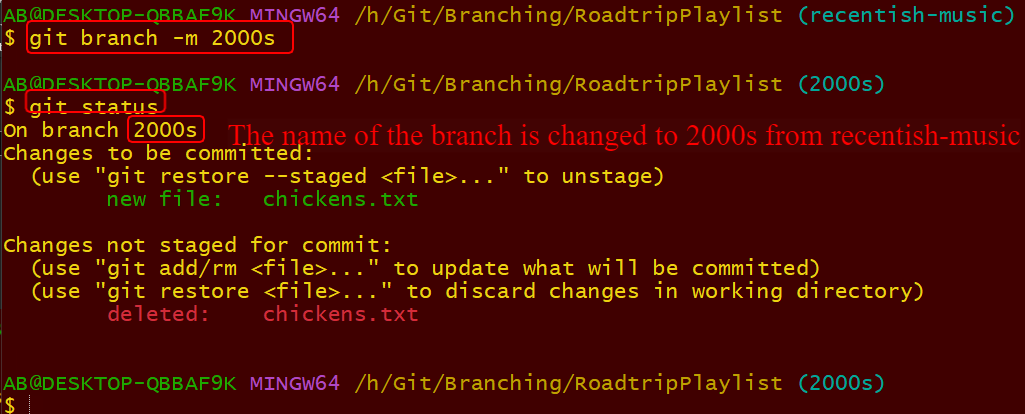 AB@DESKTOP-QBBAF9K MINGW64 /h/Git/Branching/RoadtripPlaylist (recentish-music)
$ git branch -m 2000s
AB@DESKTOP-QBBAF9K MINGW64 /h/Git/Branching/RoadtripPlaylist (2000s)
$ git status
On branch 2000s
The name of the branch is changed to 2000s from recentish-music
Changes to be committed:
  (use "git restore --staged <file>..." to unstage)
        new file:   chickens.txt
Changes not staged for commit:
  (use "git add/rm <file>..." to update what will be committed)
  (use "git restore <file>..." to discard changes in working directory)
        deleted:    chickens.txt
AB@DESKTOP-QBBAF9K MINGW64 /h/Git/Branching/RoadtripPlaylist (2000s)
$